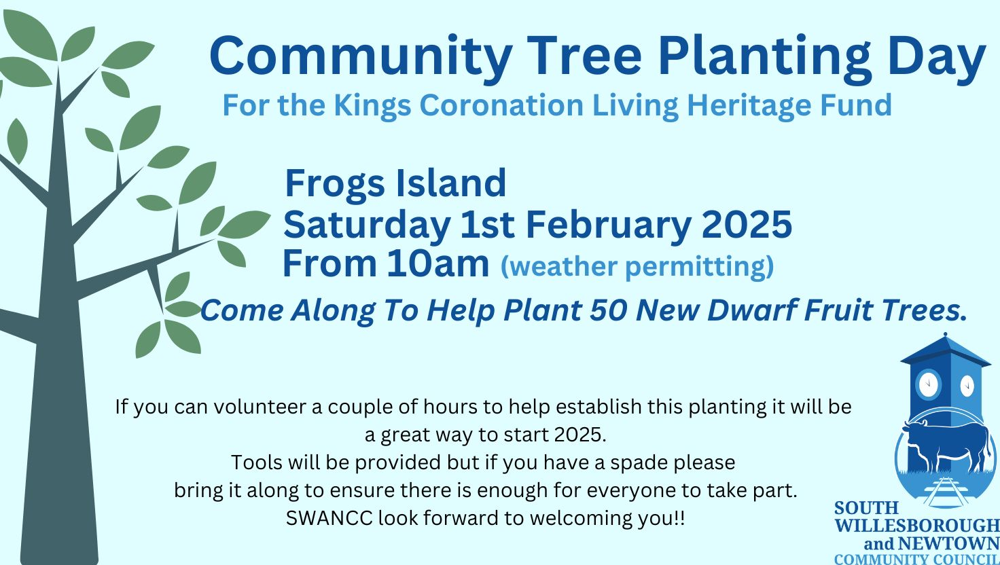 Community Tree Planting Day
For the Kings Coronation Living Heritage Fund
Frogs Island
Saturday 1st February 2025
From 10am (weather permitting)
Come Along To Help Plant 50 New Dwarf Fruit Trees.
If you can volunteer a couple of hours to help establish this planting it will be
a great way to start 2025.
Tools will be provided but if you have a spade please
bring it along to ensure there is enough for everyone to take part.
SWANCC look forward to welcoming you!!
SOUTH
WILLESBOROUGH
and NEWTOWN
COMMUNITY COUNCIL